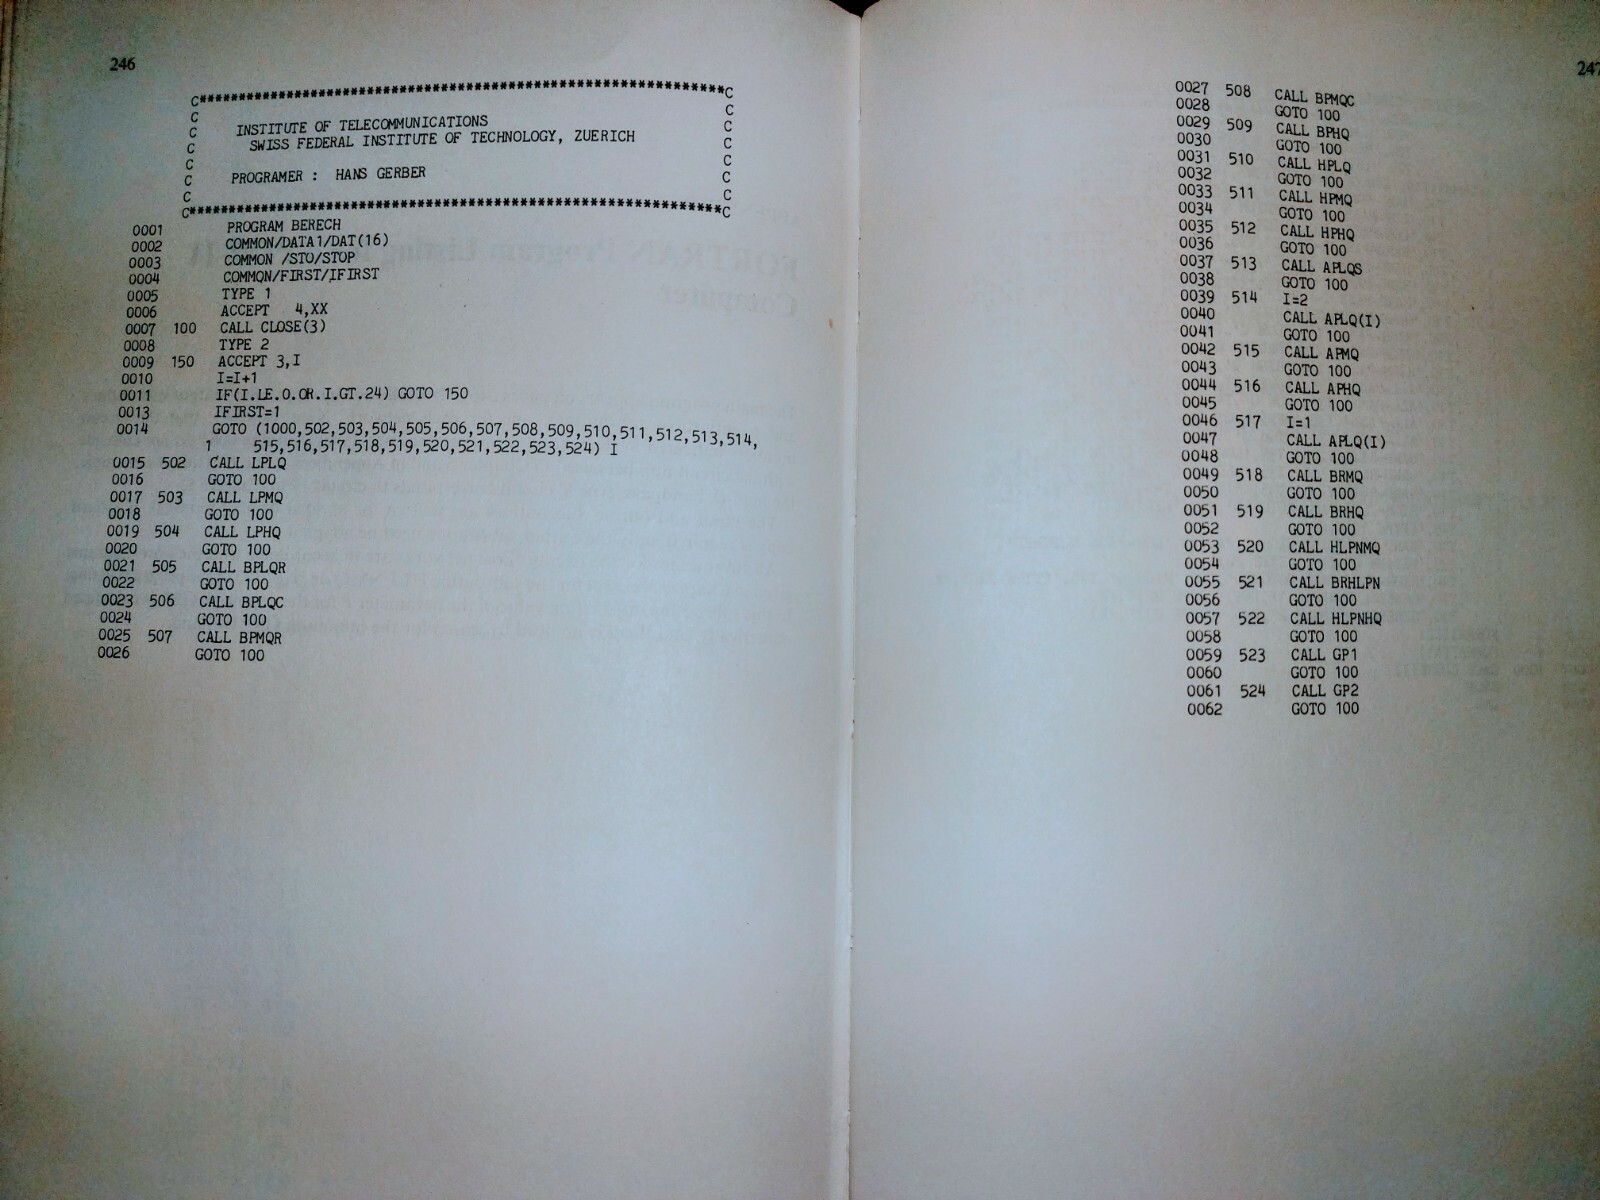 246
C*******************************************************************C
C C
C INSTITUTE OF TELECOMMUNICATIONS C
C SWISS FEDERAL INSTITUTE OF TECHNOLOGY, ZUERICH C
C C
C PROGRAMER : HANS GERBER C
C C
C*******************************************************************C
0001 PROGRAM BERECH
0002 COMMON/DATA1/DAT(16)
0003 COMMON /STO/STOP
0004 COMMON/FIRST/IFIRST
0005 TYPE 1
0006 ACCEPT 4,XX
0007 100 CALL CLOSE(3)
0008 TYPE 2
0009 150 ACCEPT 3,I
0010 I=I+1
0011 IF(I.LE.0.OR.I.GT.24) GOTO 150
0013 IFIRST=1
0014 GOTO (1000,502,503,504,505,506,507,508,509,510,511,512,513,514,
1 515,516,517,518,519,520,521,522,523,524) I
0015 502 CALL LPLQ
0016 GOTO 100
0017 503 CALL LPMQ
0018 GOTO 100
0019 504 CALL LPHQ
0020 GOTO 100
0021 505 CALL BPLQR
0022 GOTO 100
0023 506 CALL BPLQC
0024 GOTO 100
0025 507 CALL BPMQR
0026 GOTO 100
247
0027 508 CALL BPMQC
0028 GOTO 100
0029 509 CALL BPHQ
0030 GOTO 100
0031 510 CALL HPLQ
0032 GOTO 100
0033 511 CALL HPMQ
0034 GOTO 100
0035 512 CALL HPHQ
0036 GOTO 100
0037 513 CALL APLQS
0038 GOTO 100
0039 514 I=2
0040 CALL APLQ(I)
0041 GOTO 100
0042 515 CALL APMQ
0043 GOTO 100
0044 516 CALL APHQ
0045 GOTO 100
0046 517 I=1
0047 CALL APLQ(I)
0048 GOTO 100
0049 518 CALL BRMQ
0050 GOTO 100
0051 519 CALL BRHQ
0052 GOTO 100
0053 520 CALL HLPNMQ
0054 GOTO 100
0055 521 CALL BRHLPN
0056 GOTO 100
0057 522 CALL HLPNHQ
0058 GOTO 100
0059 523 CALL GP1
0060 GOTO 100
0061 524 CALL GP2
0062 GOTO 100